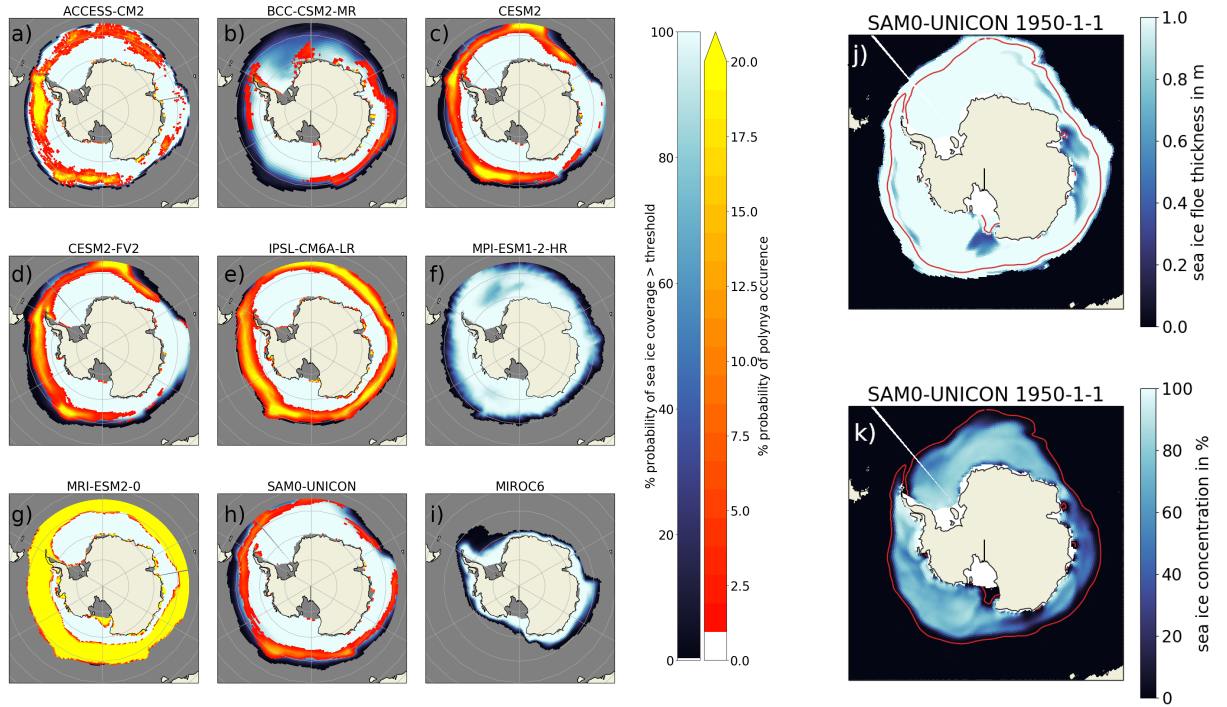 ACCESS-CM2
a)
BCC-CSM2-MR
b)
CESM2
c)
CESM2-FV2
d)
IPSL-CM6A-LR
e)
MPI-ESM1-2-HR
f)
MRI-ESM2-0
g)
SAM0-UNICON
h)
MIROC6
i)
100
80
60
40
20
0
% probability of sea ice coverage > threshold
20.0
17.5
15.0
12.5
10.0
7.5
5.0
2.5
0.0
% probability of polynya occurence
SAM0-UNICON 1950-1-1
j)
1.0
0.8
0.6
0.4
0.2
0.0
sea ice floe thickness in m
SAM0-UNICON 1950-1-1
k)
100
80
60
40
20
0
sea ice concentration in %